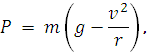 P = m(g − v²/r),